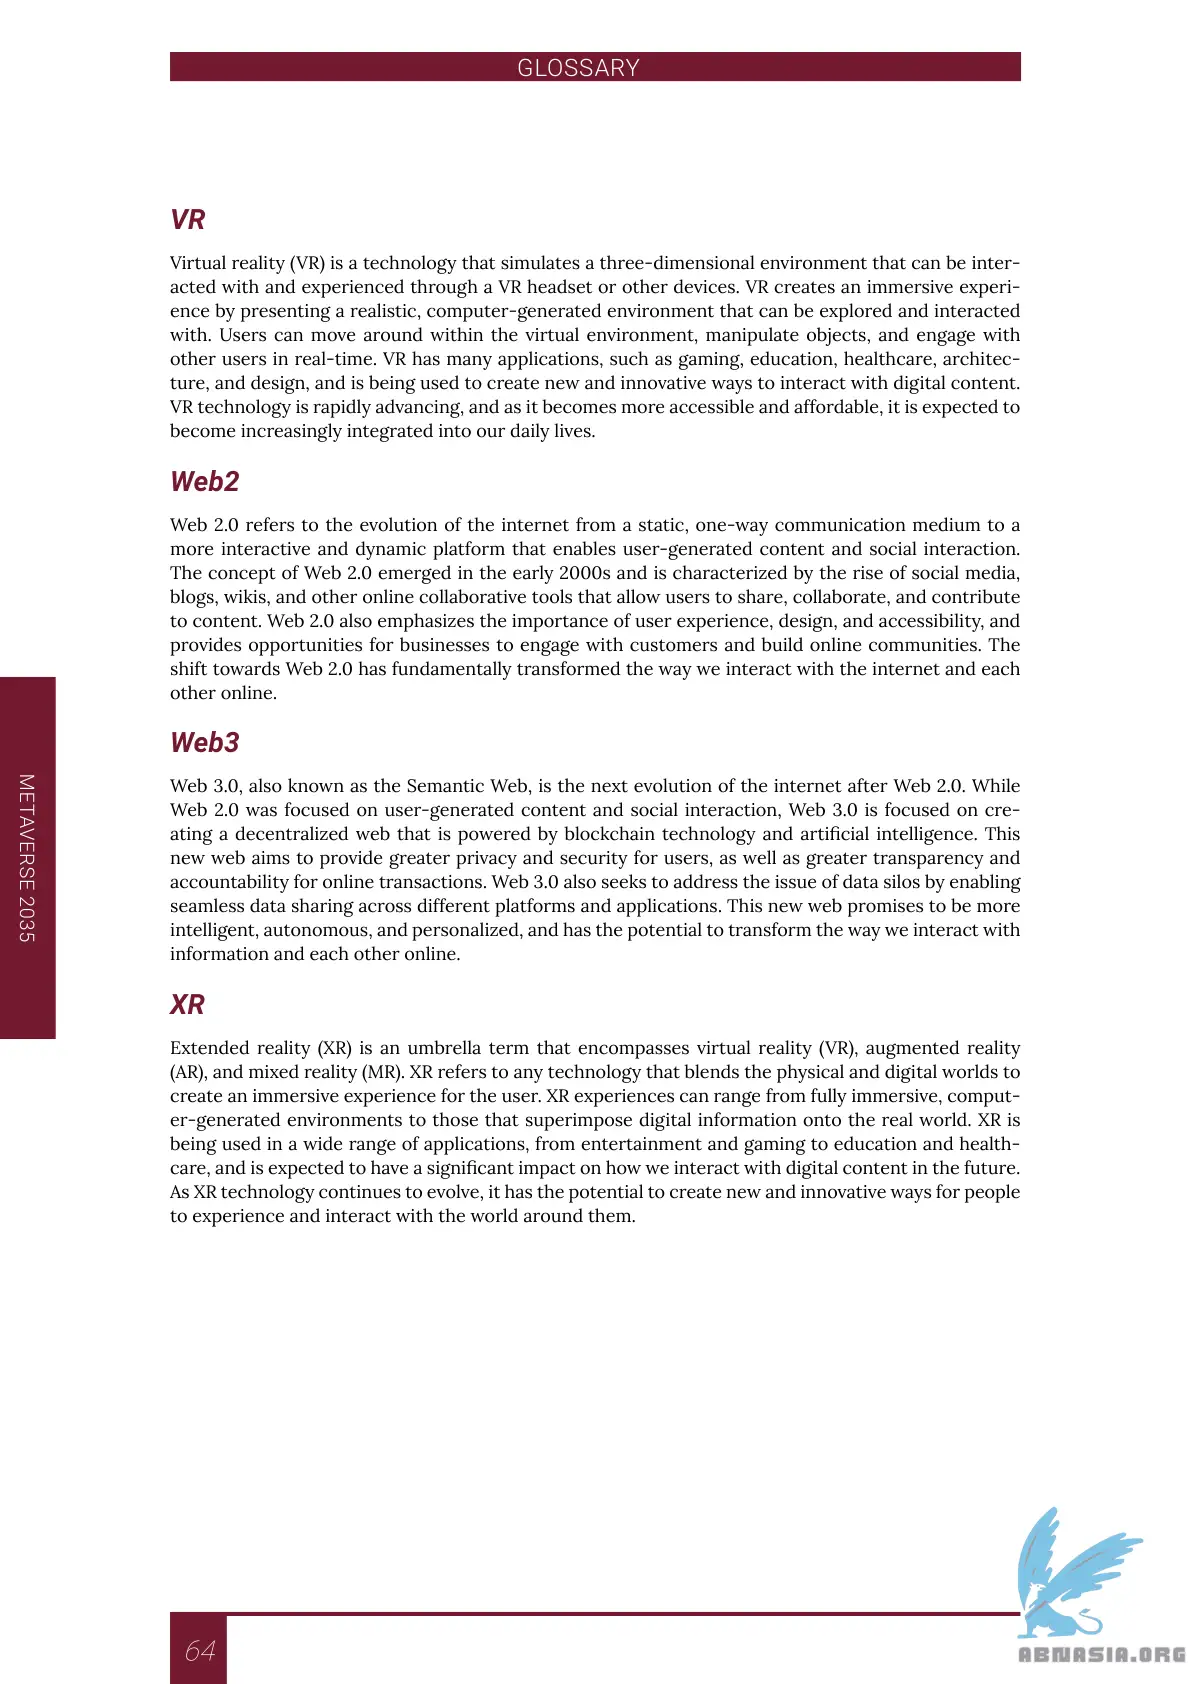 GLOSSARY
VR
Virtual reality (VR) is a technology that simulates a three-dimensional environment that can be inter-
acted with and experienced through a VR headset or other devices. VR creates an immersive experi-
ence by presenting a realistic, computer-generated environment that can be explored and interacted
with. Users can move around within the virtual environment, manipulate objects, and engage with
other users in real-time. VR has many applications, such as gaming, education, healthcare, architec-
ture, and design, and is being used to create new and innovative ways to interact with digital content.
VR technology is rapidly advancing, and as it becomes more accessible and affordable, it is expected to
become increasingly integrated into our daily lives.
Web2
Web 2.0 refers to the evolution of the internet from a static, one-way communication medium to a
more interactive and dynamic platform that enables user-generated content and social interaction.
The concept of Web 2.0 emerged in the early 2000s and is characterized by the rise of social media,
blogs, wikis, and other online collaborative tools that allow users to share, collaborate, and contribute
to content. Web 2.0 also emphasizes the importance of user experience, design, and accessibility, and
provides opportunities for businesses to engage with customers and build online communities. The
shift towards Web 2.0 has fundamentally transformed the way we interact with the internet and each
other online.
Web3
Web 3.0, also known as the Semantic Web, is the next evolution of the internet after Web 2.0. While
Web 2.0 was focused on user-generated content and social interaction, Web 3.0 is focused on cre-
ating a decentralized web that is powered by blockchain technology and artificial intelligence. This
new web aims to provide greater privacy and security for users, as well as greater transparency and
accountability for online transactions. Web 3.0 also seeks to address the issue of data silos by enabling
seamless data sharing across different platforms and applications. This new web promises to be more
intelligent, autonomous, and personalized, and has the potential to transform the way we interact with
information and each other online.
XR
Extended reality (XR) is an umbrella term that encompasses virtual reality (VR), augmented reality
(AR), and mixed reality (MR). XR refers to any technology that blends the physical and digital worlds to
create an immersive experience for the user. XR experiences can range from fully immersive, comput-
er-generated environments to those that superimpose digital information onto the real world. XR is
being used in a wide range of applications, from entertainment and gaming to education and health-
care, and is expected to have a significant impact on how we interact with digital content in the future.
As XR technology continues to evolve, it has the potential to create new and innovative ways for people
to experience and interact with the world around them.
METAVERSE 2035
64
ABNASIA.ORG